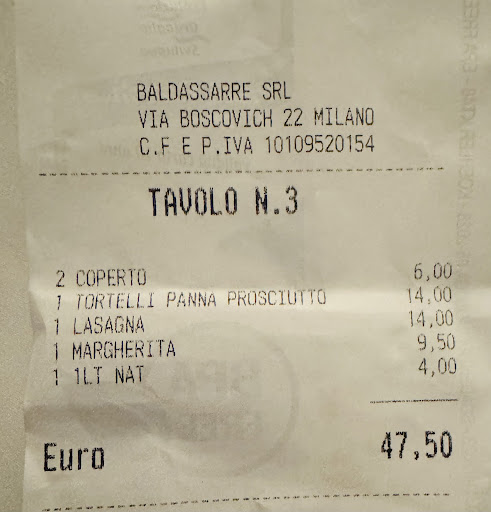 BALDASSARRE SRL
VIA BOSCOVICH 22 MILANO
C.F E P.IVA 10109520154
TAVOLO N.3
2 COPERTO 6,00
1 TORTELLI PANNA PROSCIUTTO 14,00
1 LASAGNA 14,00
1 MARGHERITA 9,50
1 1LT NAT 4,00
Euro 47,50